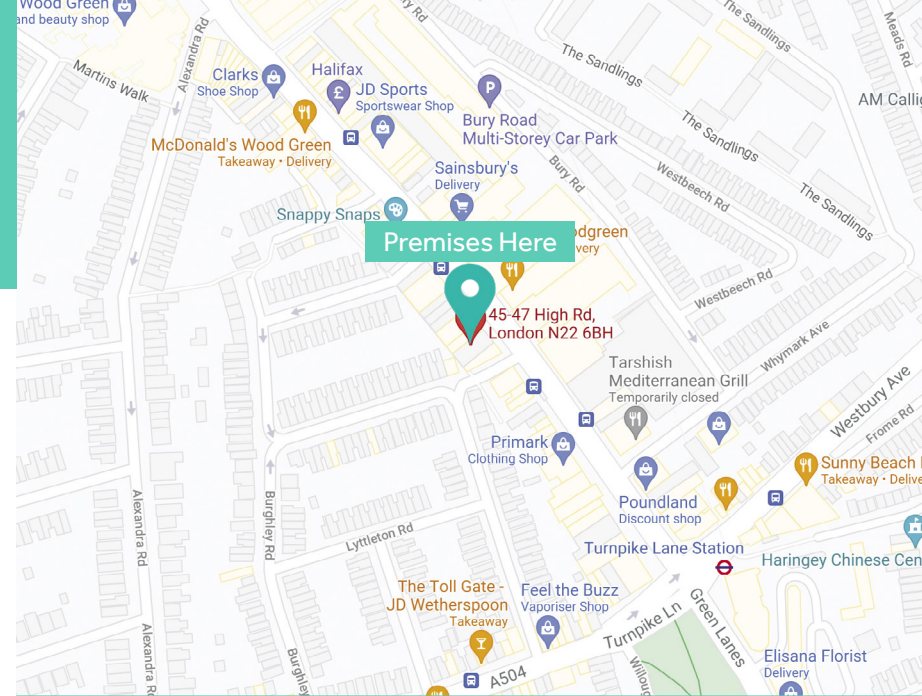 Wood Green
and beauty shop
Alexandra Rd
Martins Walk
Clarks
Shoe Shop
Halifax
£
JD Sports
Sportswear Shop
McDonald's Wood Green
Takeaway • Delivery
P
Bury Road
Multi-Storey Car Park
The Sandlings
The Sandlings
Meads Rd
The Sandlings
The Sandlings
Bury Rd
Westbeech Rd
Sainsbury's
Delivery
Snappy Snaps
Premises Here
45-47 High Rd,
London N22 6BH
Westbeech Rd
Whymark Ave
Tarshish
Mediterranean Grill
Temporarily closed
Westbury Ave
Frome Rd
Primark
Clothing Shop
Poundland
Discount shop
Sunny Beach
Takeaway • Delive
Alexandra Rd
Burghley Rd
Lyttleton Rd
Turnpike Lane Station
Haringey Chinese Cen
The Toll Gate -
JD Wetherspoon
Takeaway
Feel the Buzz
Vaporiser Shop
Turnpike Ln
Green Lanes
Alexandra R
Burghley
A504
Elisana Florist
Delivery